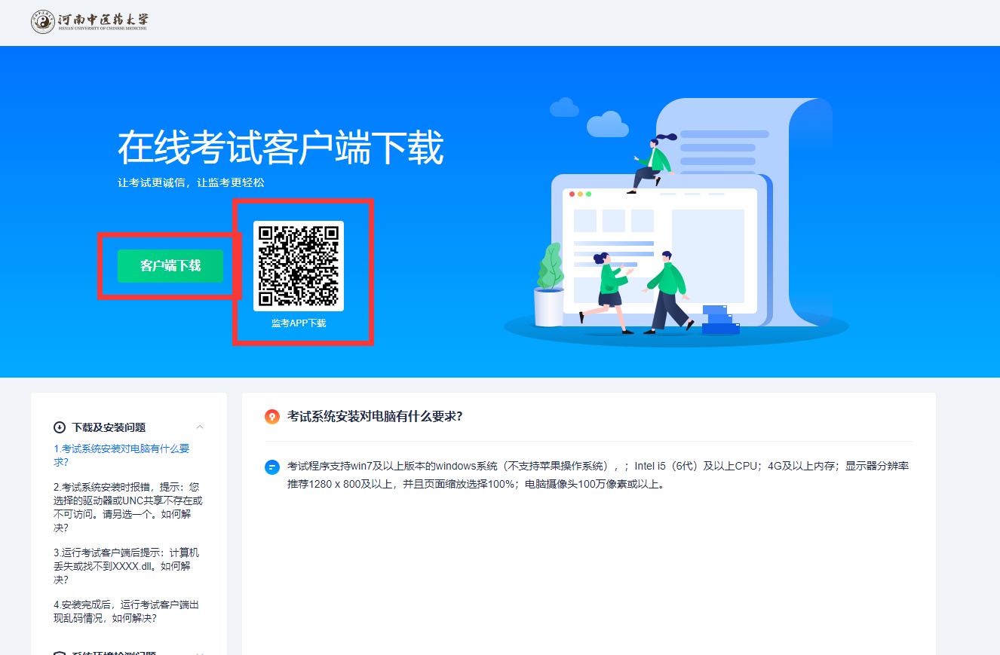 河南中医药大学
HENAN UNIVERSITY OF CHINESE MEDICINE
在线考试客户端下载
让考试更诚信，让监考更轻松
客户端下载
监考APP下载
下载及安装问题
1.考试系统安装对电脑有什么要
求？
2.考试系统安装时报错，提示：您
选择的驱动器或UNC共享不存在或
不可访问。请另选一个。如何解
决？
3.运行考试客户端后提示：计算机
丢失或找不到XXXX.dll。如何解
决？
4.安装完成后，运行考试客户端出
现乱码情况，如何解决？
系统环境检测问题
考试系统安装对电脑有什么要求？
考试程序支持win7及以上版本的windows系统（不支持苹果操作系统），；Intel i5（6代）及以上CPU；4G及以上内存；显示器分辨率
推荐1280 x 800及以上，并且页面缩放选择100%；电脑摄像头100万像素或以上。